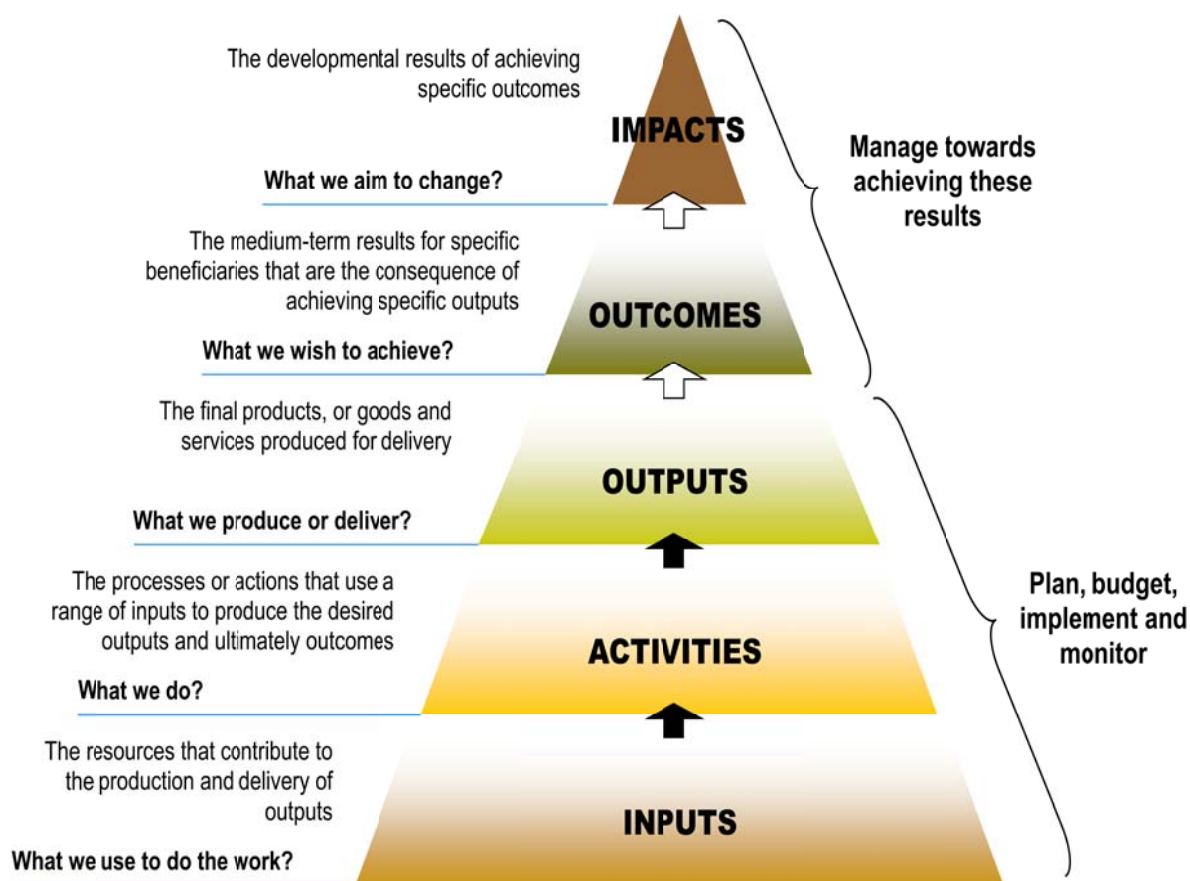 The developmental results of achieving
specific outcomes
IMPACTS
What we aim to change?
Manage towards
achieving these
results
The medium-term results for specific
beneficiaries that are the consequence of
achieving specific outputs
OUTCOMES
What we wish to achieve?
The final products, or goods and
services produced for delivery
OUTPUTS
What we produce or deliver?
The processes or actions that use a
range of inputs to produce the desired
outputs and ultimately outcomes
ACTIVITIES
What we do?
Plan, budget,
implement and
monitor
The resources that contribute to
the production and delivery of
outputs
INPUTS
What we use to do the work?